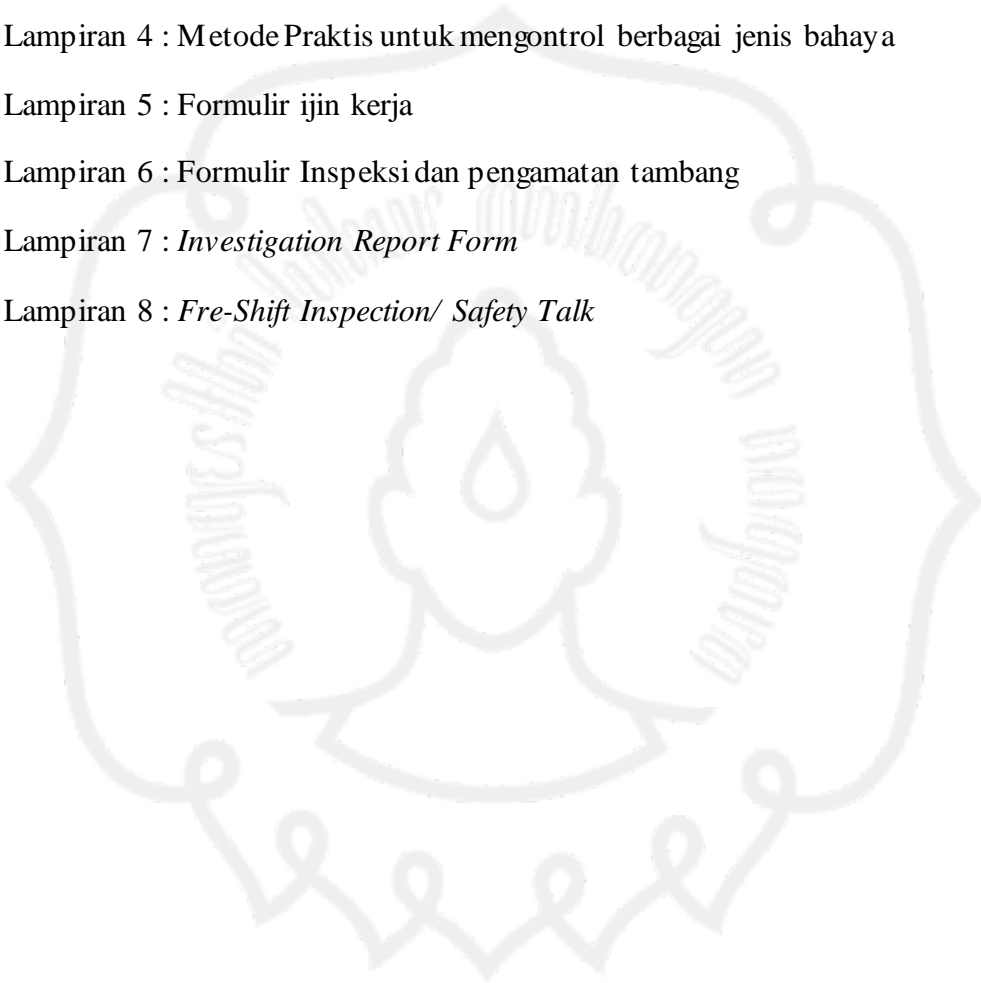 Lampiran 4 : Metode Praktis untuk mengontrol berbagai jenis bahaya
Lampiran 5 : Formulir ijin kerja
Lampiran 6 : Formulir Inspeksi dan pengamatan tambang
Lampiran 7 : Investigation Report Form
Lampiran 8 : Fre-Shift Inspection/ Safety Talk